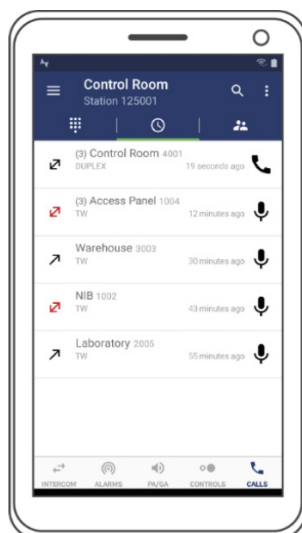 Control Room
Station 125001
(3) Control Room 4001
DUPLEX 19 seconds ago
(3) Access Panel 1004
TW 12 minutes ago
Warehouse 3003
TW 30 minutes ago
NIB 1002
TW 43 minutes ago
Laboratory 2005
TW 55 minutes ago
INTERCOM ALARMS PA/GA CONTROLS CALLS